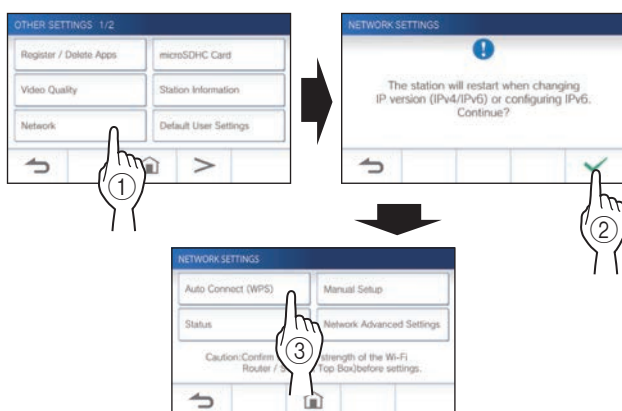 OTHER SETTINGS 1/2
Register / Delete Apps
microSDHC Card
Video Quality
Station Information
Network
Default User Settings
①
NETWORK SETTINGS
The station will restart when changing
IP version (IPv4/IPv6) or configuring IPv6.
Continue?
②
NETWORK SETTINGS
Auto Connect (WPS)
Manual Setup
Status
Network Advanced Settings
③
Caution:Confirm strength of the Wi-Fi
Router / Top Box)before settings.